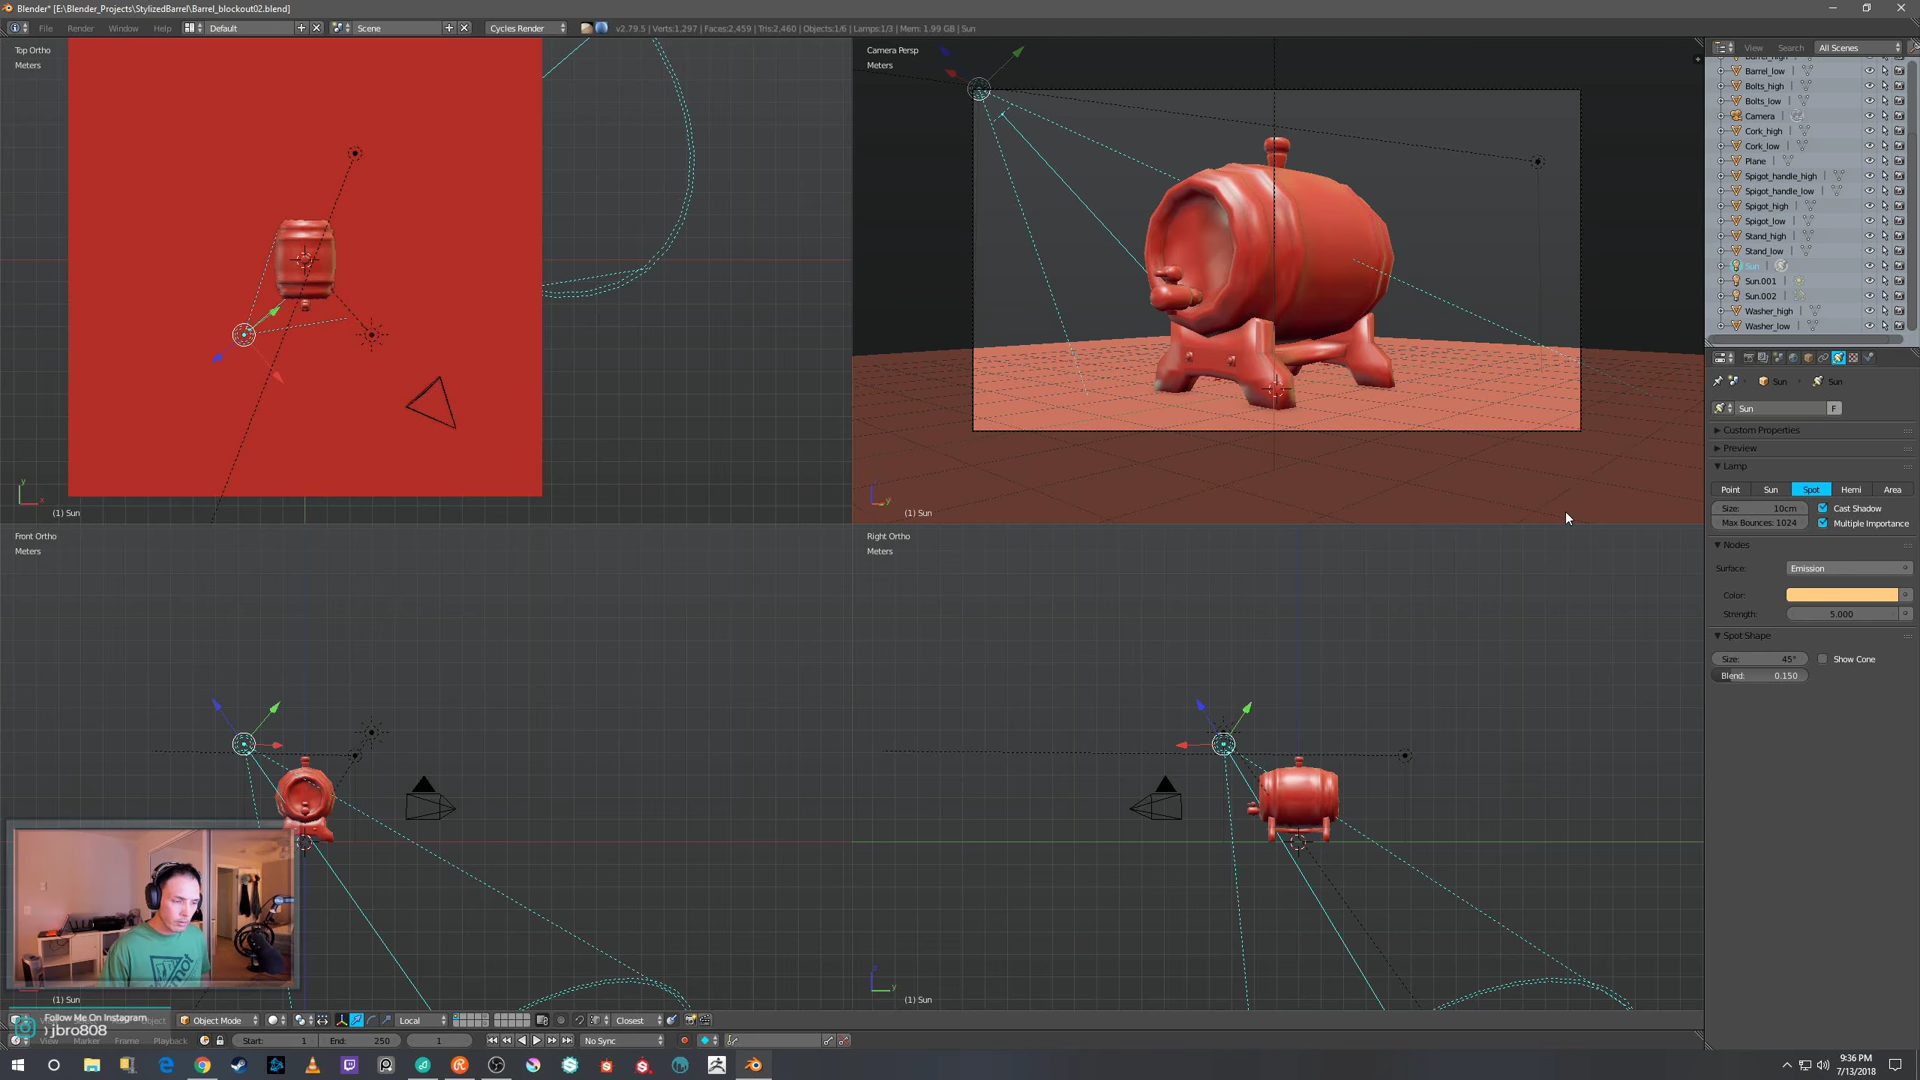 Blender* [E:\Blender_Projects\StylizedBarrel\Barrel_blockout02.blend]
File Render Window Help Default Scene Cycles Render v2.79.5 | Verts:1,297 | Faces:2,459 | Tris:2,460 | Objects:1/6 | Lamps:1/3 | Mem: 1.99 GB | Sun
Top Ortho
Meters
(1) Sun
Camera Persp
Meters
(1) Sun
Front Ortho
Meters
(1) Sun
Right Ortho
Meters
(1) Sun
View Search All Scenes
Barrel_high
Barrel_low
Bolts_high
Bolts_low
Camera
Cork_high
Cork_low
Plane
Spigot_handle_high
Spigot_handle_low
Spigot_high
Spigot_low
Stand_high
Stand_low
Sun
Sun.001
Sun.002
Washer_high
Washer_low
Sun Sun
Sun F
Custom Properties
Preview
Lamp
Point Sun Spot Hemi Area
Size: 10cm Cast Shadow
Max Bounces: 1024 Multiple Importance
Nodes
Surface: Emission
Color:
Strength: 5.000
Spot Shape
Size: 45° Show Cone
Blend: 0.150
Follow Me On Instagram
jbro808
Object
Object Mode Local Closest
View Marker Frame Playback Start: 1 End: 250 1 No Sync
9:36 PM
7/13/2018